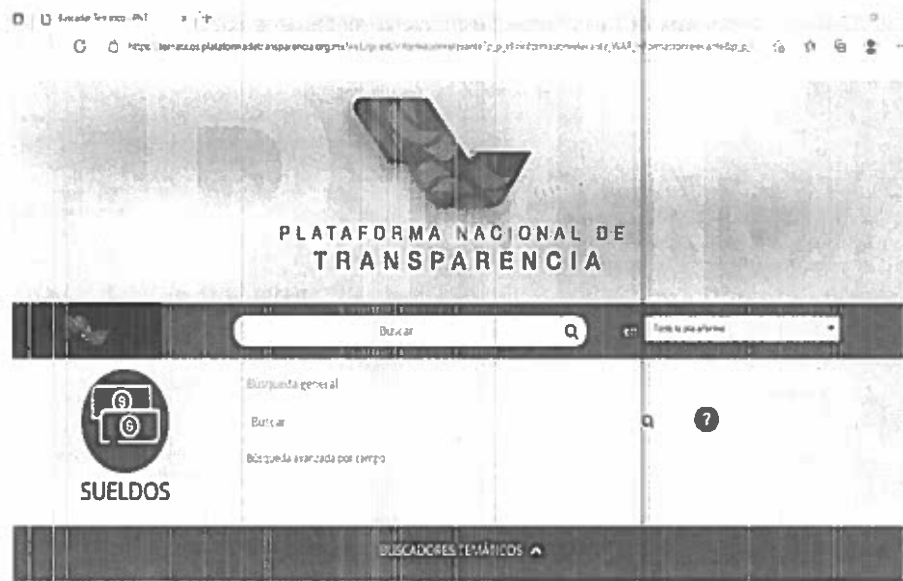 PLATAFORMA NACIONAL DE
TRANSPARENCIA
Buscar
Búsqueda general
Buscar
?
Búsqueda avanzada por campo
SUELDOS
BUSCADORES TEMÁTICOS